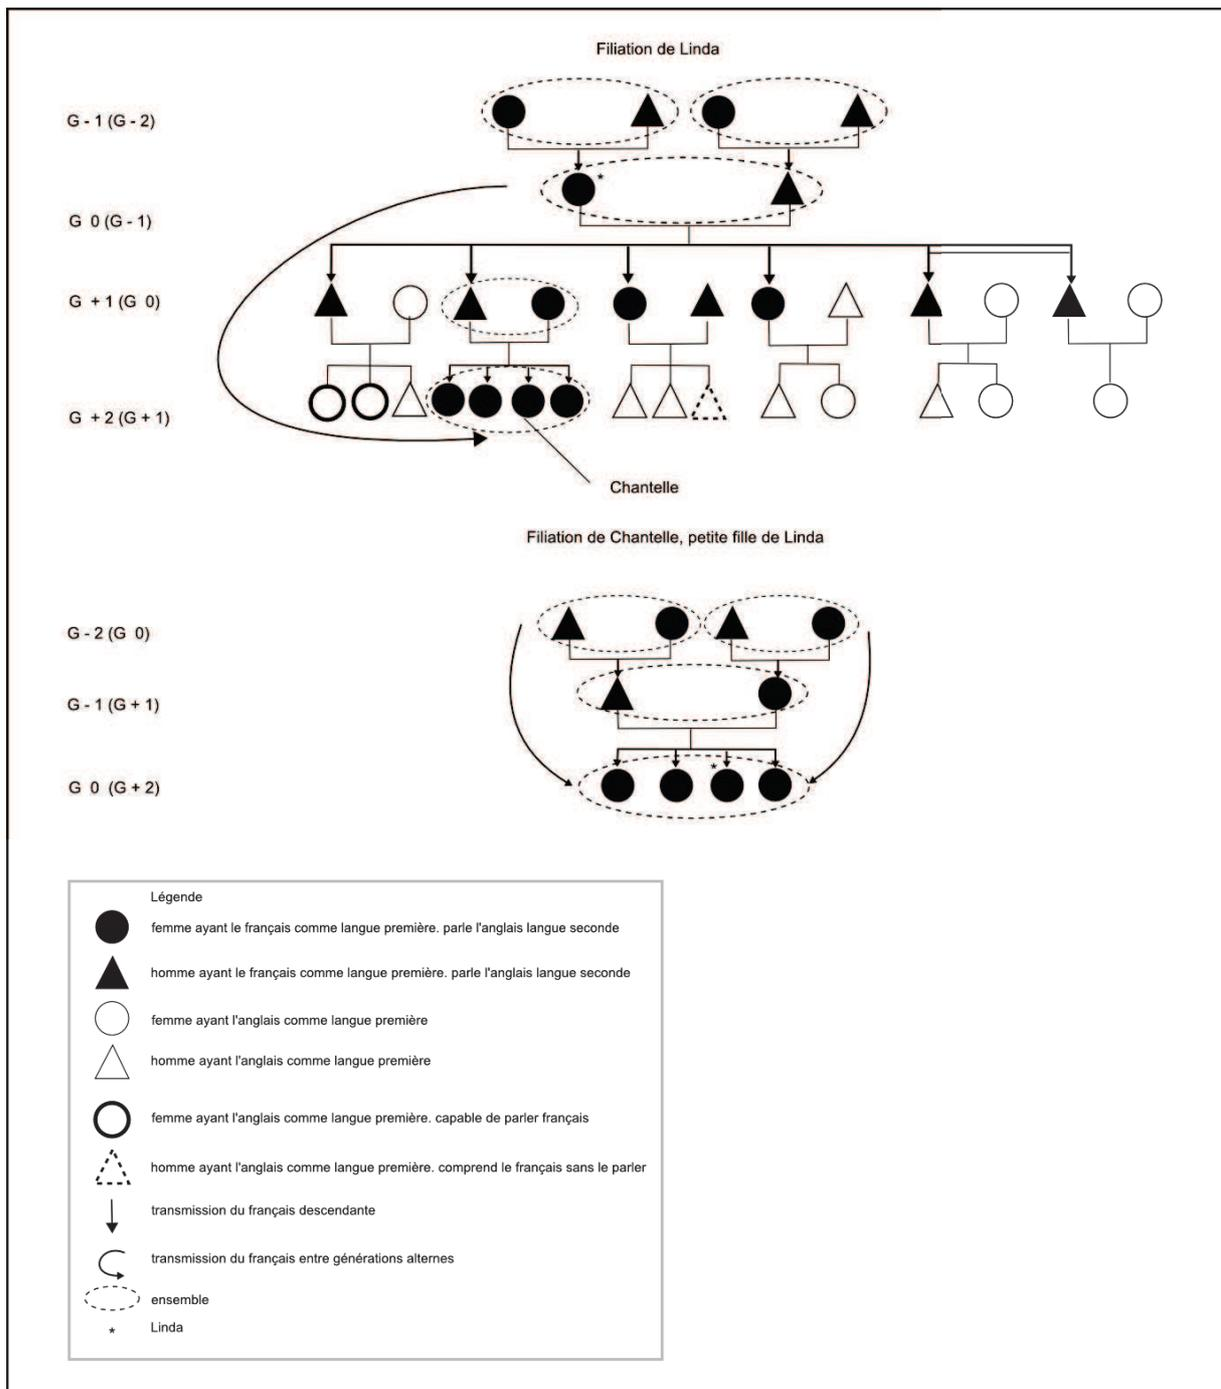 Filiation de Linda
G - 1 (G - 2)
*
G 0 (G - 1)
G + 1 (G 0)
G + 2 (G + 1)
Chantelle
Filiation de Chantelle, petite fille de Linda
G - 2 (G 0)
G - 1 (G + 1)
*
G 0 (G + 2)
Légende
femme ayant le français comme langue première. parle l'anglais langue seconde
homme ayant le français comme langue première. parle l'anglais langue seconde
femme ayant l'anglais comme langue première
homme ayant l'anglais comme langue première
femme ayant l'anglais comme langue première. capable de parler français
homme ayant l'anglais comme langue première. comprend le français sans le parler
transmission du français descendante
transmission du français entre générations alternes
ensemble
* Linda